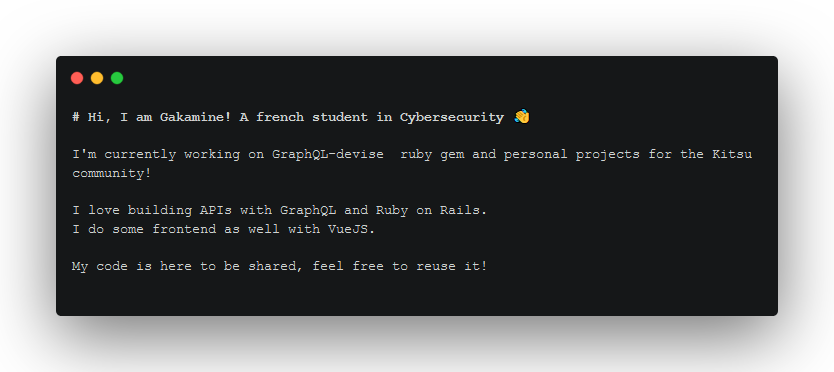 # Hi, I am Gakamine! A french student in Cybersecurity 👋
I'm currently working on GraphQL-devise  ruby gem and personal projects for the Kitsu
community!
I love building APIs with GraphQL and Ruby on Rails.
I do some frontend as well with VueJS.
My code is here to be shared, feel free to reuse it!